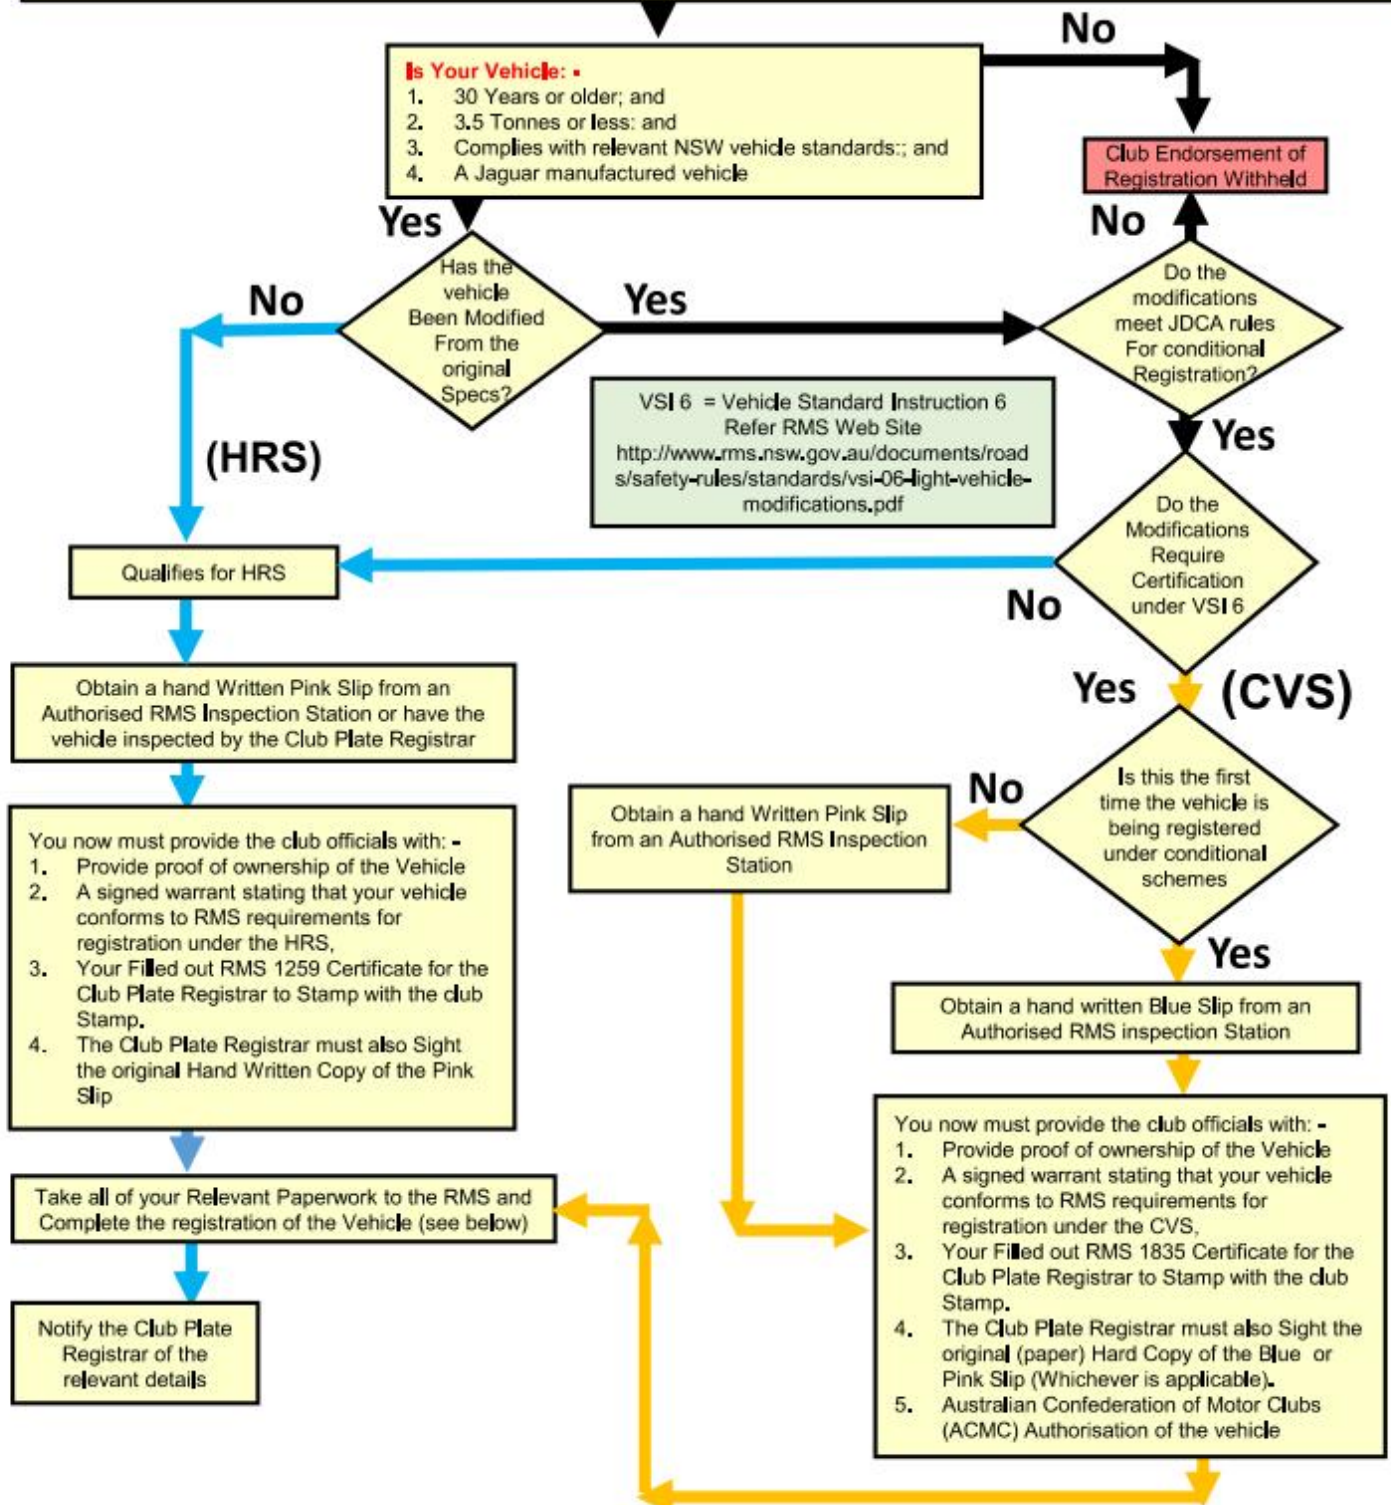 No
Is Your Vehicle: -
1. 30 Years or older; and
2. 3.5 Tonnes or less: and
3. Complies with relevant NSW vehicle standards:; and
4. A Jaguar manufactured vehicle
Club Endorsement of
Registration Withheld
Yes
No
Has the
vehicle
Been Modified
From the
original
Specs?
No
Yes
Do the
modifications
meet JDCA rules
For conditional
Registration?
VSI 6 = Vehicle Standard Instruction 6
Refer RMS Web Site
http://www.rms.nsw.gov.au/documents/road
s/safety-rules/standards/vsi-06-light-vehicle-
modifications.pdf
Yes
(HRS)
Do the
Modifications
Require
Certification
under VSI 6
Qualifies for HRS
No
Yes
(CVS)
Obtain a hand Written Pink Slip from an
Authorised RMS Inspection Station or have the
vehicle inspected by the Club Plate Registrar
Is this the first
time the vehicle is
being registered
under conditional
schemes
No
Obtain a hand Written Pink Slip
from an Authorised RMS Inspection
Station
You now must provide the club officials with: -
1. Provide proof of ownership of the Vehicle
2. A signed warrant stating that your vehicle
conforms to RMS requirements for
registration under the HRS,
3. Your Filled out RMS 1259 Certificate for the
Club Plate Registrar to Stamp with the club
Stamp.
4. The Club Plate Registrar must also Sight
the original Hand Written Copy of the Pink
Slip
Yes
Obtain a hand written Blue Slip from an
Authorised RMS inspection Station
You now must provide the club officials with: -
1. Provide proof of ownership of the Vehicle
2. A signed warrant stating that your vehicle
conforms to RMS requirements for
registration under the CVS,
3. Your Filled out RMS 1835 Certificate for the
Club Plate Registrar to Stamp with the club
Stamp.
4. The Club Plate Registrar must also Sight the
original (paper) Hard Copy of the Blue or
Pink Slip (Whichever is applicable).
5. Australian Confederation of Motor Clubs
(ACMC) Authorisation of the vehicle
Take all of your Relevant Paperwork to the RMS and
Complete the registration of the Vehicle (see below)
Notify the Club Plate
Registrar of the
relevant details